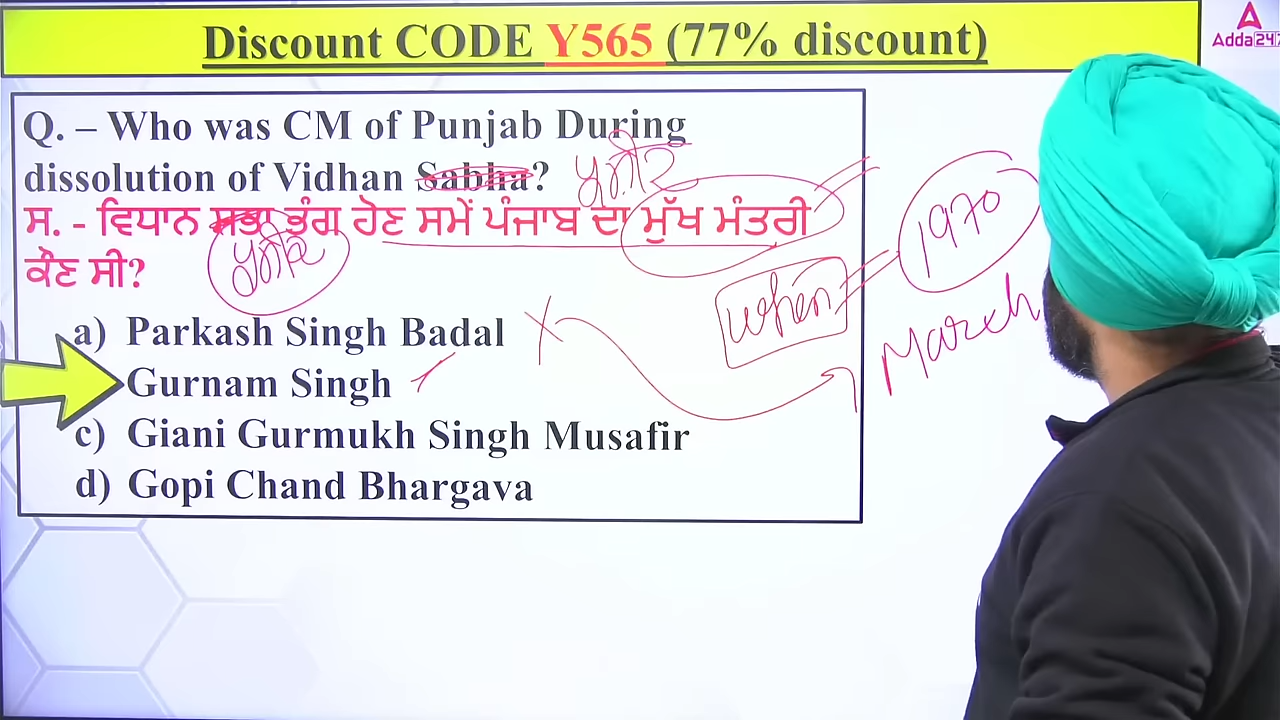 Discount CODE Y565 (77% discount)
Adda247
Q. – Who was CM of Punjab During
dissolution of Vidhan Sabha?
ਸ. - ਵਿਧਾਨ ਸਭਾ ਭੰਗ ਹੋਣ ਸਮੇਂ ਪੰਜਾਬ ਦਾ ਮੁੱਖ ਮੰਤਰੀ
ਕੌਣ ਸੀ?
1970
when
March
a) Parkash Singh Badal
Gurnam Singh
c) Giani Gurmukh Singh Musafir
d) Gopi Chand Bhargava